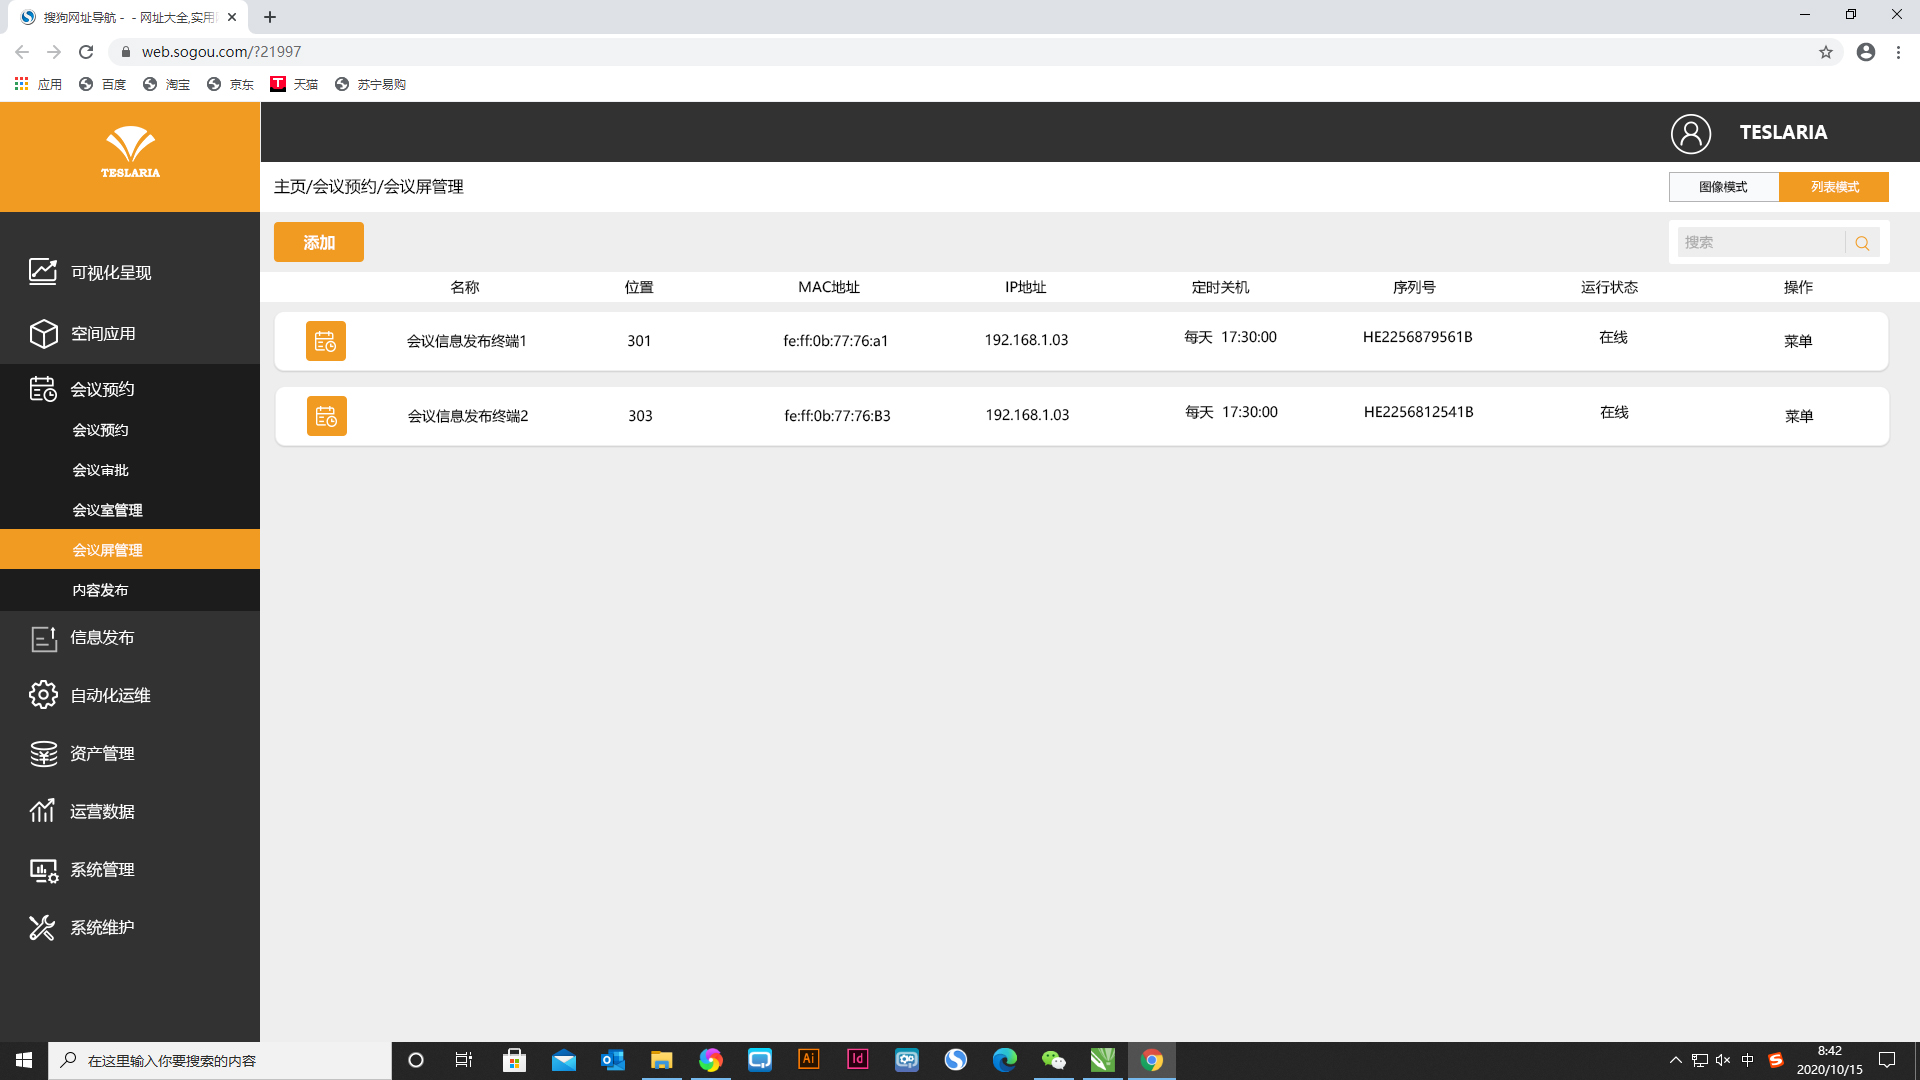 搜狗网址导航 - - 网址大全,实用
web.sogou.com/?21997
应用 百度 淘宝 京东 天猫 苏宁易购
TESLARIA
TESLARIA
主页/会议预约/会议屏管理
图像模式 列表模式
添加
搜索
可视化呈现
空间应用
会议预约
会议预约
会议审批
会议室管理
会议屏管理
内容发布
信息发布
自动化运维
资产管理
运营数据
系统管理
系统维护
名称 位置 MAC地址 IP地址 定时关机 序列号 运行状态 操作
会议信息发布终端1 301 fe:ff:0b:77:76:a1 192.168.1.03 每天 17:30:00 HE2256879561B 在线 菜单
会议信息发布终端2 303 fe:ff:0b:77:76:B3 192.168.1.03 每天 17:30:00 HE2256812541B 在线 菜单
在这里输入你要搜索的内容
Ai
Id
中
8:42
2020/10/15